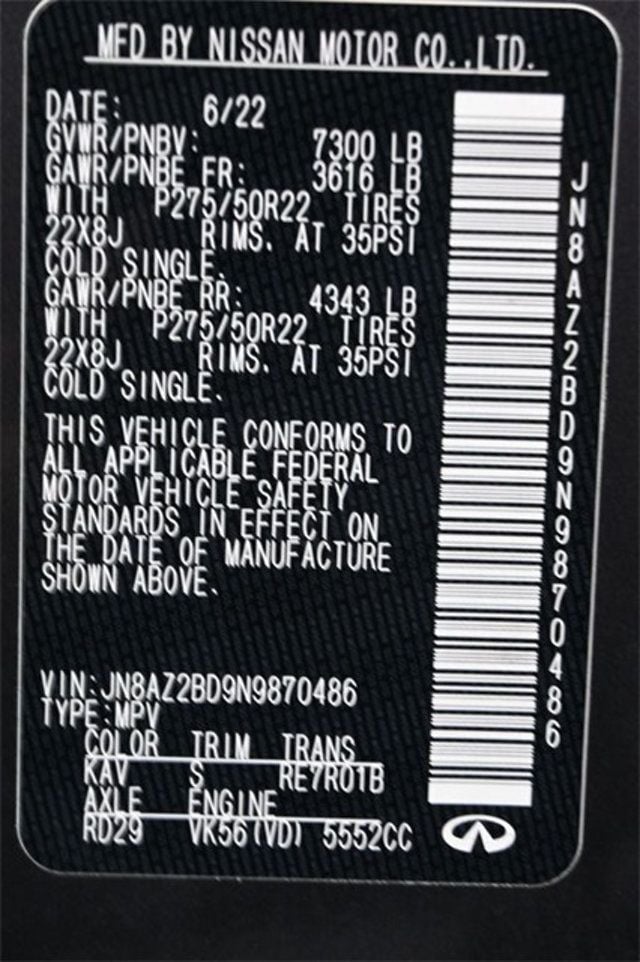 MFD BY NISSAN MOTOR CO.,LTD.
DATE: 6/22
GVWR/PNBV: 7300 LB
GAWR/PNBE FR: 3616 LB
WITH P275/50R22 TIRES
22X8J RIMS. AT 35PSI
COLD SINGLE.
GAWR/PNBE RR: 4343 LB
WITH P275/50R22 TIRES
22X8J RIMS. AT 35PSI
COLD SINGLE.
THIS VEHICLE CONFORMS TO
ALL APPLICABLE FEDERAL
MOTOR VEHICLE SAFETY
STANDARDS IN EFFECT ON
THE DATE OF MANUFACTURE
SHOWN ABOVE.
VIN:JN8AZ2BD9N9870486
TYPE:MPV
COLOR TRIM TRANS
KAV S RE7R01B
AXLE ENGINE
RD29 VK56(VD) 5552CC
JN8AZ2BD9N9870486